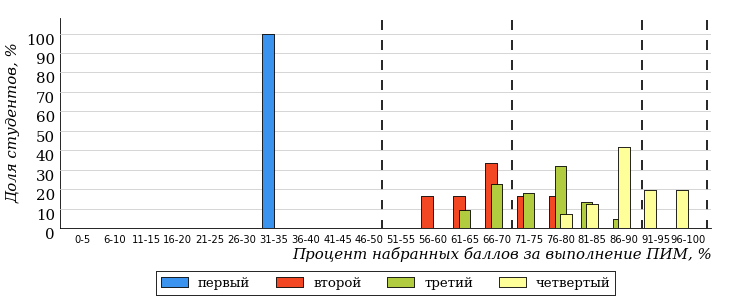 Доля студентов, %
100
90
80
70
60
50
40
30
20
10
0
0-5 6-10 11-15 16-20 21-25 26-30 31-35 36-40 41-45 46-50 51-55 56-60 61-65 66-70 71-75 76-80 81-85 86-90 91-95 96-100
Процент набранных баллов за выполнение ПИМ, %
первый второй третий четвертый